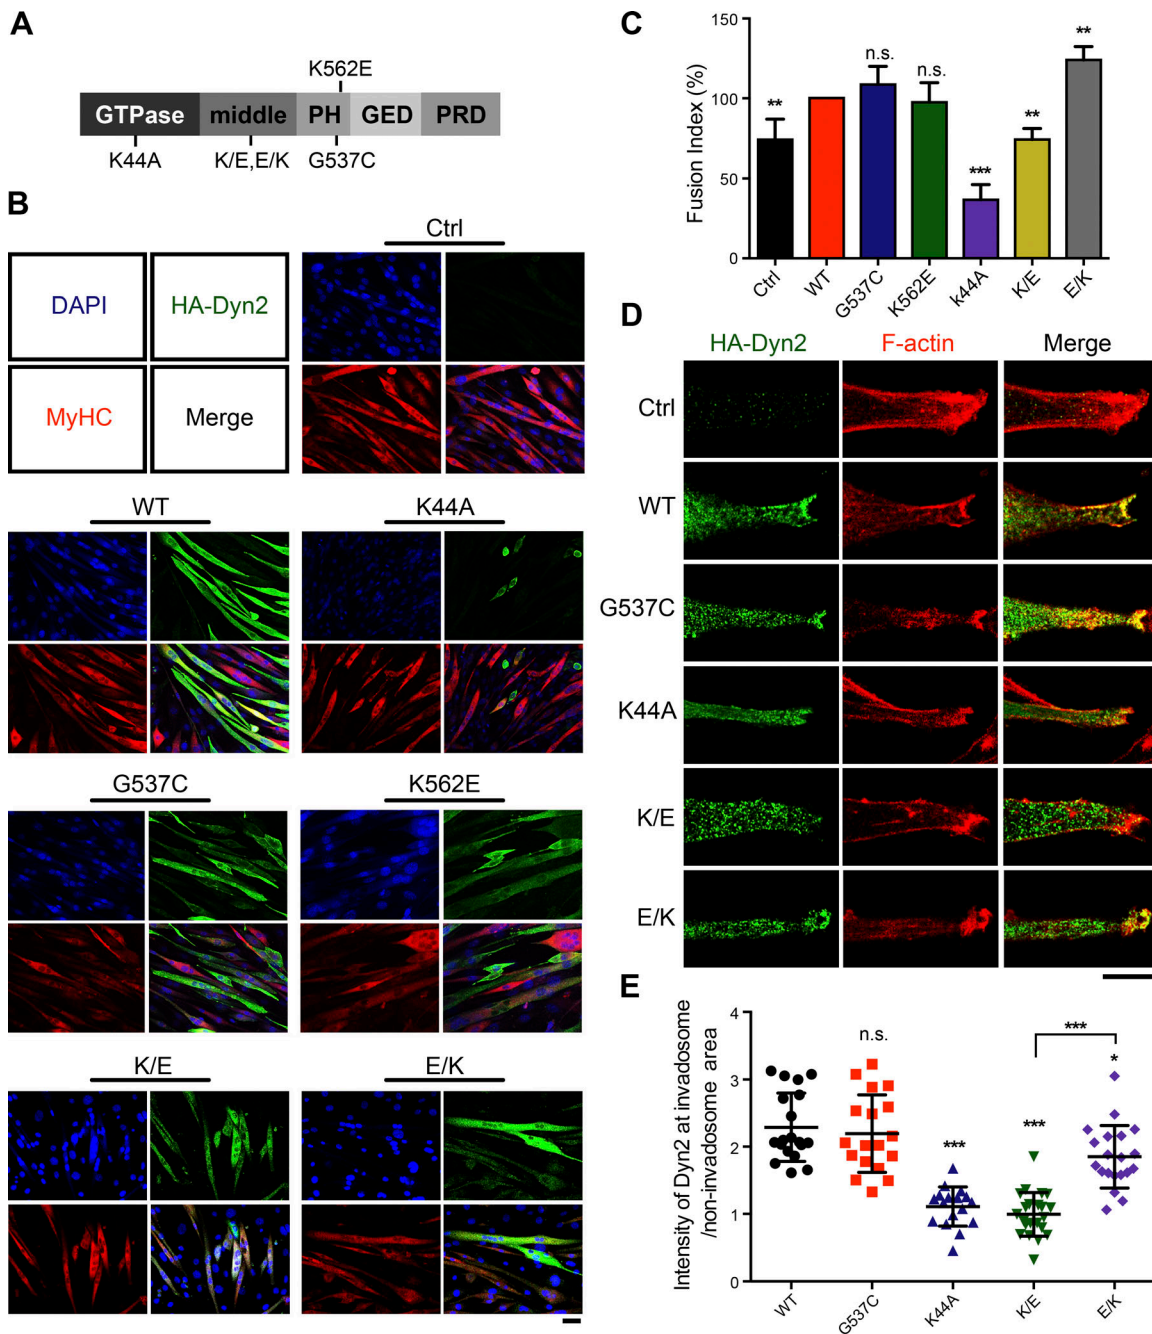 A
K562E
GTPase middle PH GED PRD
K44A K/E,E/K G537C
B
Ctrl
DAPI HA-Dyn2
MyHC Merge
WT K44A
G537C K562E
K/E E/K
C
Fusion Index (%)
150
100
50
0
** n.s. n.s. *** ** **
Ctrl WT G537C K562E k44A K/E E/K
D
HA-Dyn2 F-actin Merge
Ctrl
WT
G537C
K44A
K/E
E/K
E
Intensity of Dyn2 at invadosome
/non-invadosome area
4
3
2
1
0
n.s. *** *** *** *
WT G537C K44A K/E E/K